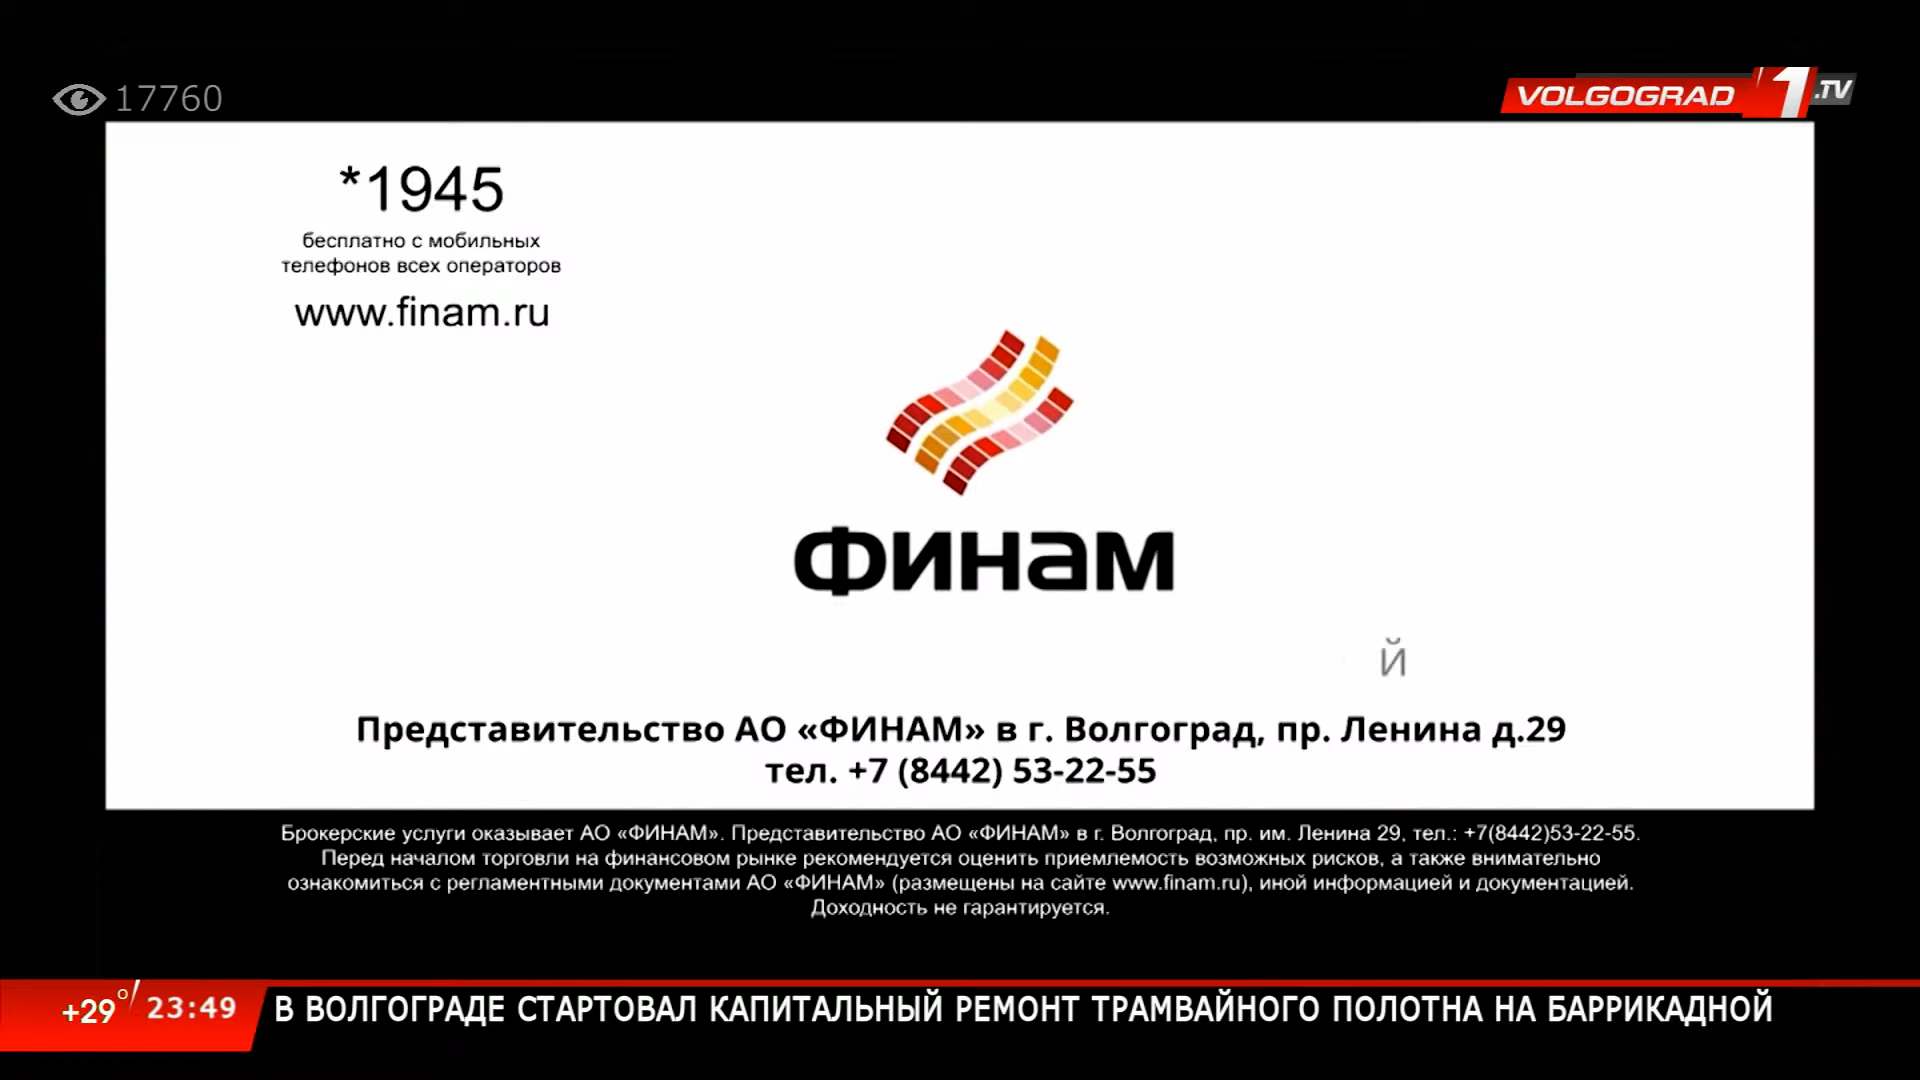 17760
VOLGOGRAD 1.TV
*1945
бесплатно с мобильных
телефонов всех операторов
www.finam.ru
ФИНАМ
Й
Представительство АО «ФИНАМ» в г. Волгоград, пр. Ленина д.29
тел. +7 (8442) 53-22-55
Брокерские услуги оказывает АО «ФИНАМ». Представительство АО «ФИНАМ» в г. Волгоград, пр. им. Ленина 29, тел.: +7(8442)53-22-55.
Перед началом торговли на финансовом рынке рекомендуется оценить приемлемость возможных рисков, а также внимательно
ознакомиться с регламентными документами АО «ФИНАМ» (размещены на сайте www.finam.ru), иной информацией и документацией.
Доходность не гарантируется.
+29° 23:49 В ВОЛГОГРАДЕ СТАРТОВАЛ КАПИТАЛЬНЫЙ РЕМОНТ ТРАМВАЙНОГО ПОЛОТНА НА БАРРИКАДНОЙ